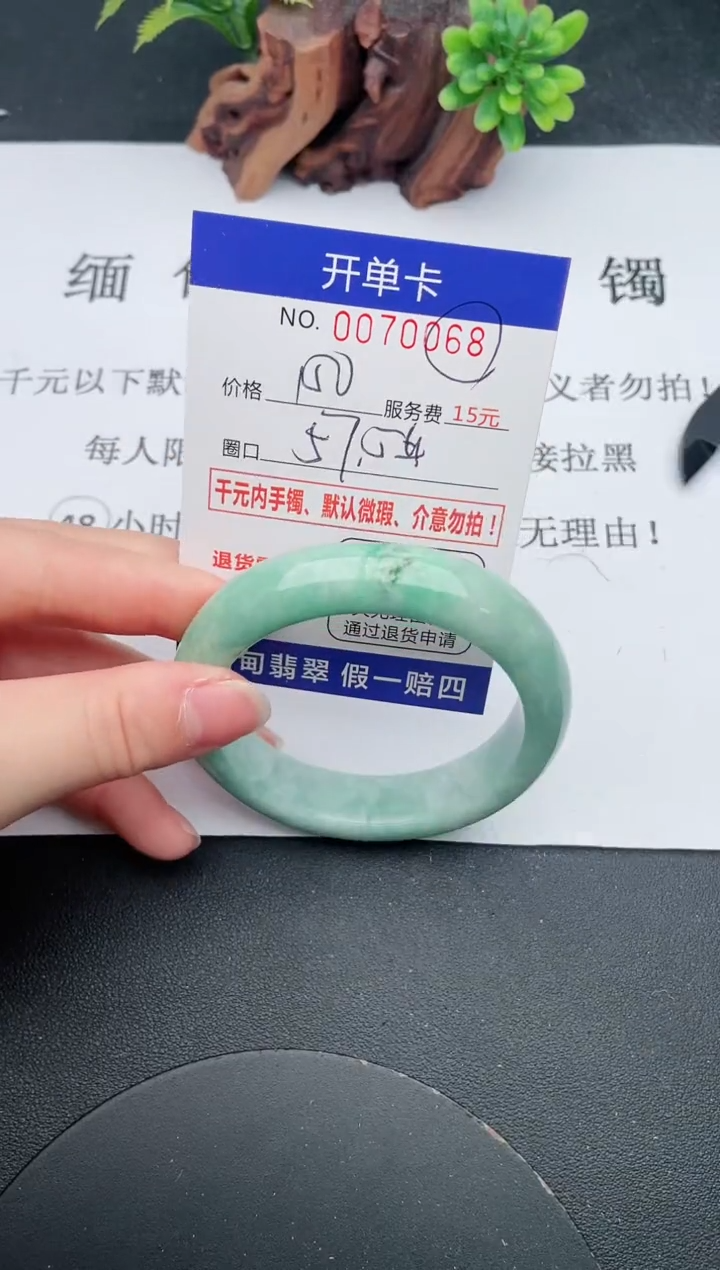 开单卡
缅 镯
NO. 0070068
千元以下默 义者勿拍！
价格 服务费 15元
每人限 接拉黑
圈口 57
千元内手镯、默认微瑕、介意勿拍！
48小时 无理由！
退货
通过退货申请
甸翡翠 假一赔四